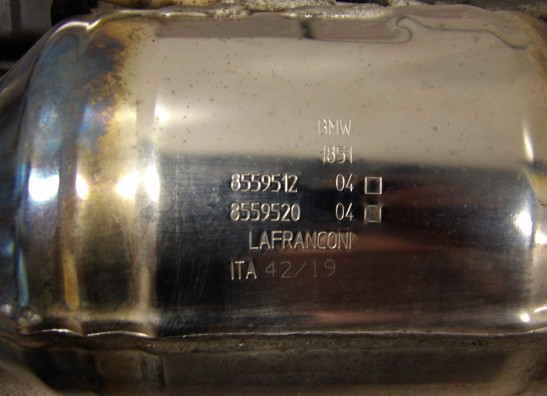 BMW
1851
8559512 04
8559520 04
LAFRANCONI
ITA 42/19